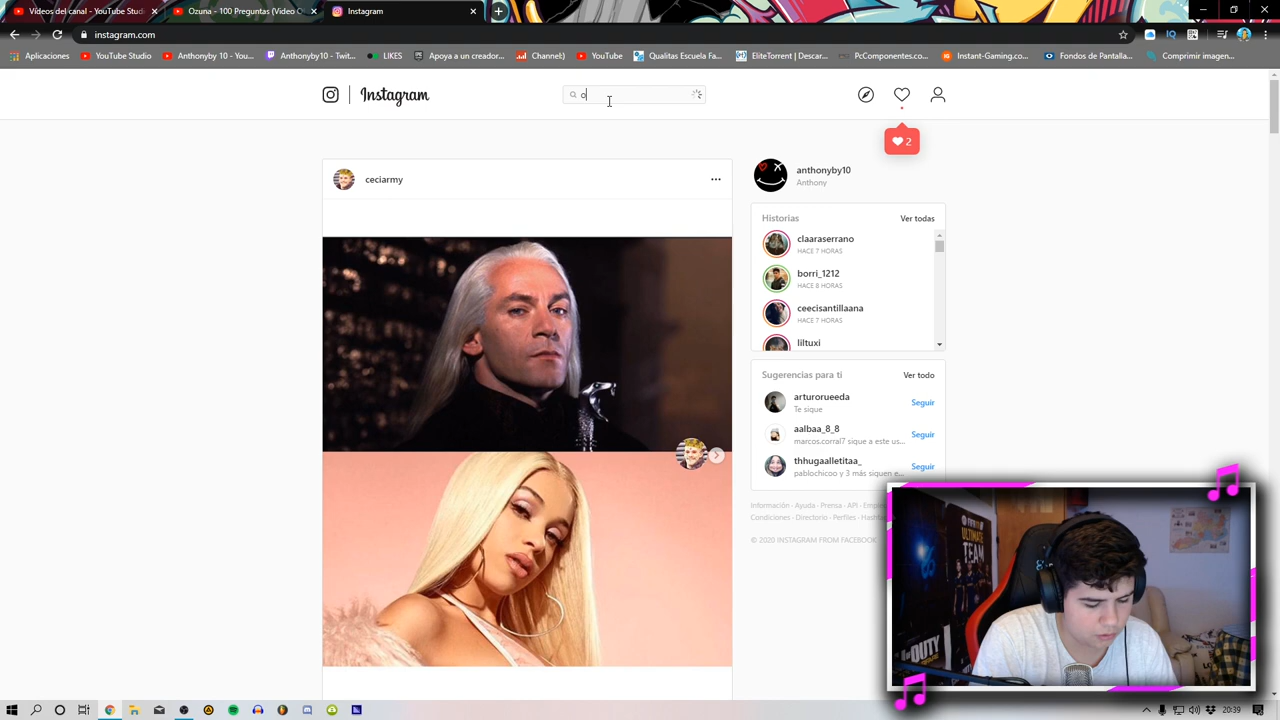 Vídeos del canal - YouTube Studi
Ozuna - 100 Preguntas (Video O
Instagram
instagram.com
Aplicaciones
YouTube Studio
Anthonyby 10 - You...
Anthonyby10 - Twit...
LIKES
Apoya a un creador...
Channel)
YouTube
Qualitas Escuela Fa...
EliteTorrent | Descar...
PcComponentes.co...
Instant-Gaming.co...
Fondos de Pantalla...
Comprimir imagen...
Instagram
o
2
ceciarmy
anthonyby10
Anthony
Historias Ver todas
claaraserrano
HACE 7 HORAS
borri_1212
HACE 8 HORAS
ceecisantillaana
HACE 7 HORAS
liltuxi
Sugerencias para ti Ver todo
arturorueeda Seguir
Te sigue
aalbaa_8_8 Seguir
marcos.corral7 sigue a este us...
thhugaalletitaa_ Seguir
pablochicoo y 3 más siguen e...
Información · Ayuda · Prensa · API ·
Condiciones · Directorio · Perfiles ·
© 2020 INSTAGRAM FROM FACEBOOK
ULTIMATE
TEAM
20:39